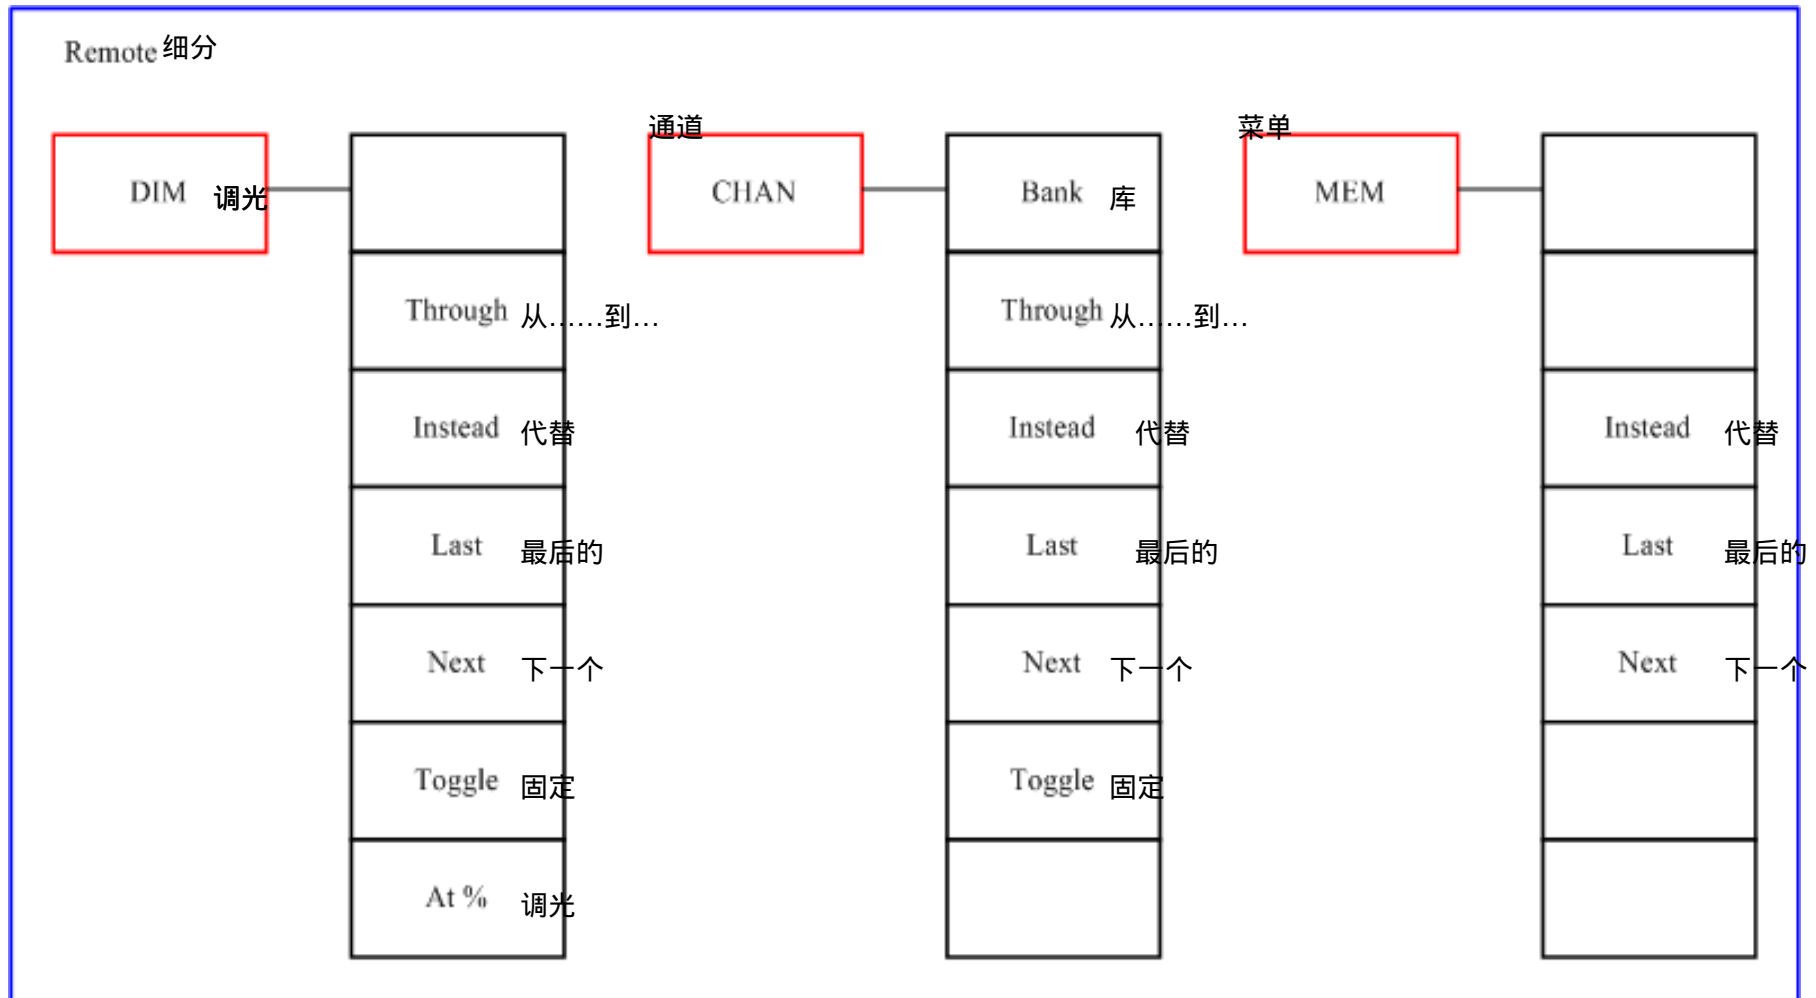 Remote 细分
通道 菜单
DIM 调光 CHAN Bank 库 MEM
Through 从……到… Through 从……到…
Instead 代替 Instead 代替 Instead 代替
Last 最后的 Last 最后的 Last 最后的
Next 下一个 Next 下一个 Next 下一个
Toggle 固定 Toggle 固定
At % 调光